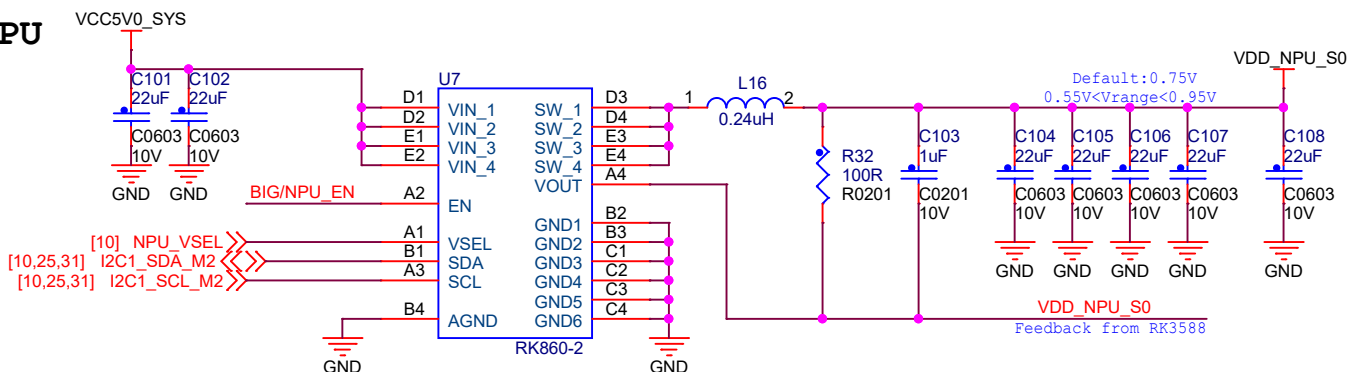 PU
VCC5V0_SYS
C101
22uF
C0603
10V
GND
C102
22uF
C0603
10V
GND
U7
D1
D2
E1
E2
VIN_1
VIN_2
VIN_3
VIN_4
BIG/NPU_EN
A2
EN
[10] NPU_VSEL
A1
VSEL
[10,25,31] I2C1_SDA_M2
B1
SDA
[10,25,31] I2C1_SCL_M2
A3
SCL
B4
AGND
GND
SW_1
SW_2
SW_3
SW_4
VOUT
D3
D4
E3
E4
A4
GND1
GND2
GND3
GND4
GND5
GND6
B2
B3
C1
C2
C3
C4
RK860-2
GND
1
L16
2
0.24uH
R32
100R
R0201
C103
1uF
C0201
10V
Default:0.75V
0.55V<Vrange<0.95V
VDD_NPU_S0
C104
22uF
C0603
10V
GND
C105
22uF
C0603
10V
GND
C106
22uF
C0603
10V
GND
C107
22uF
C0603
10V
GND
C108
22uF
C0603
10V
GND
VDD_NPU_S0
Feedback from RK3588